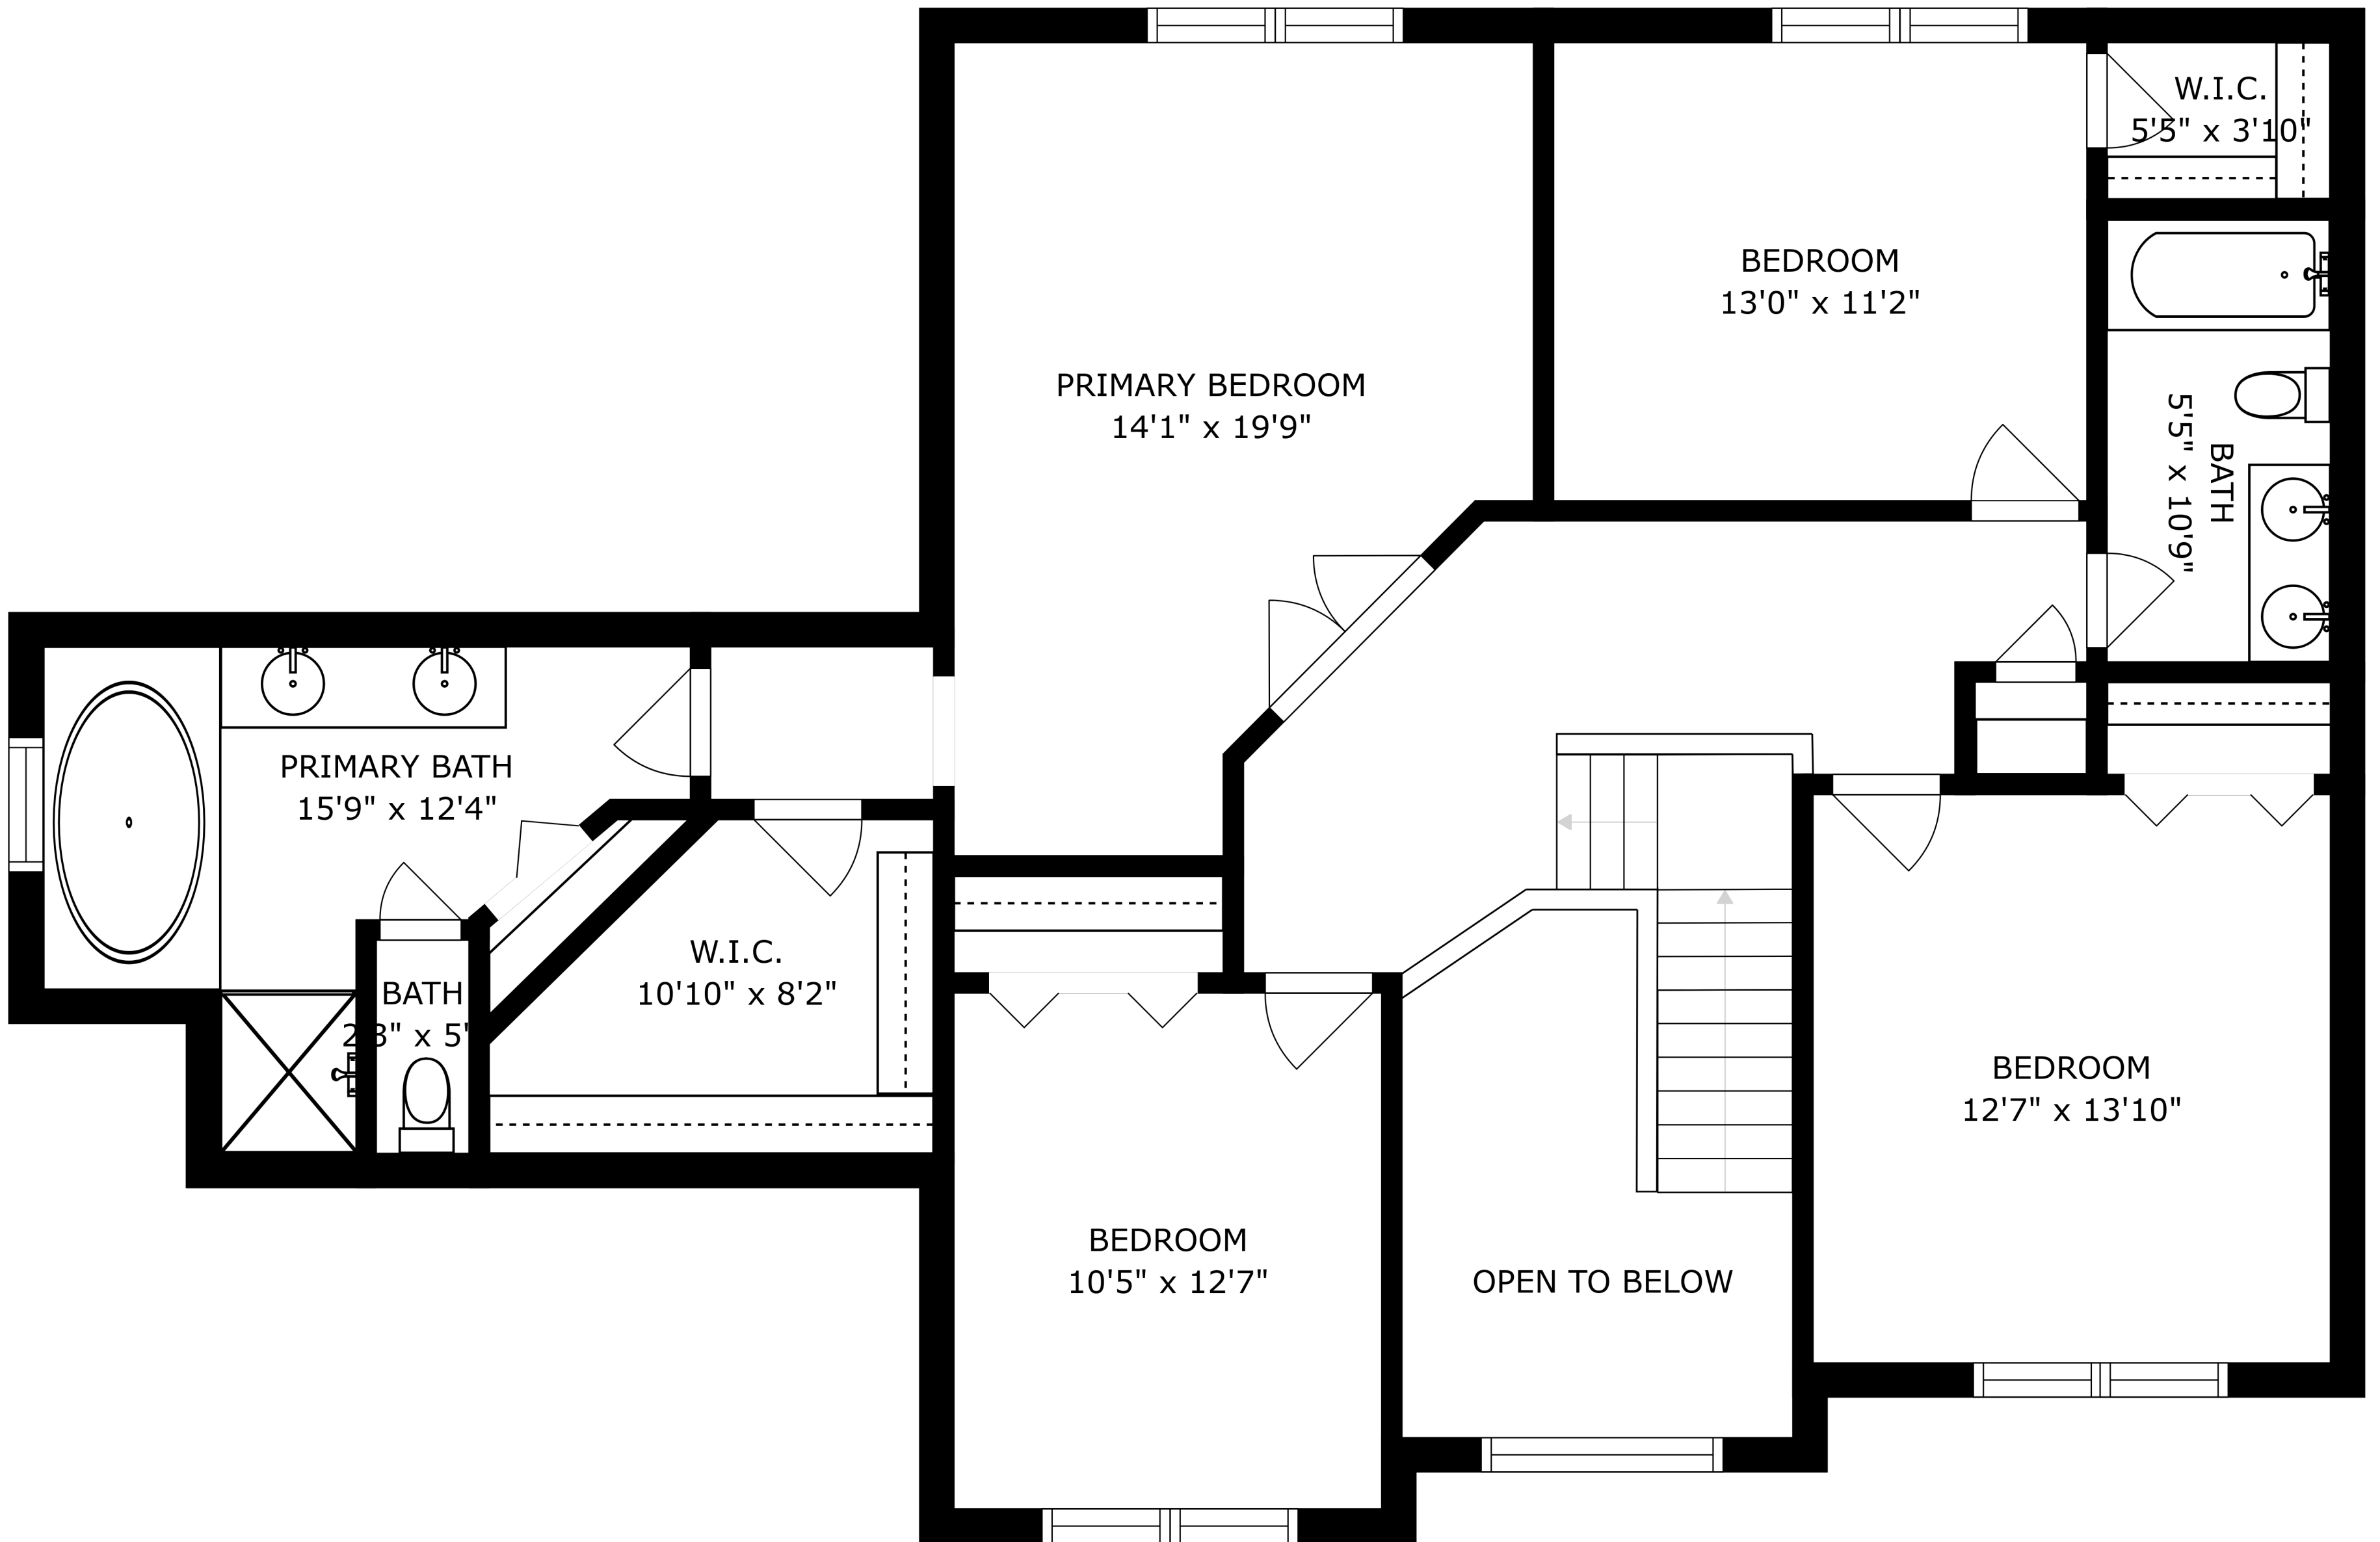 W.I.C.
5'5" x 3'10"
BEDROOM
13'0" x 11'2"
PRIMARY BEDROOM
14'1" x 19'9"
BATH
5'5" x 10'9"
PRIMARY BATH
15'9" x 12'4"
W.I.C.
10'10" x 8'2"
BATH
x 5'
BEDROOM
12'7" x 13'10"
BEDROOM
10'5" x 12'7"
OPEN TO BELOW